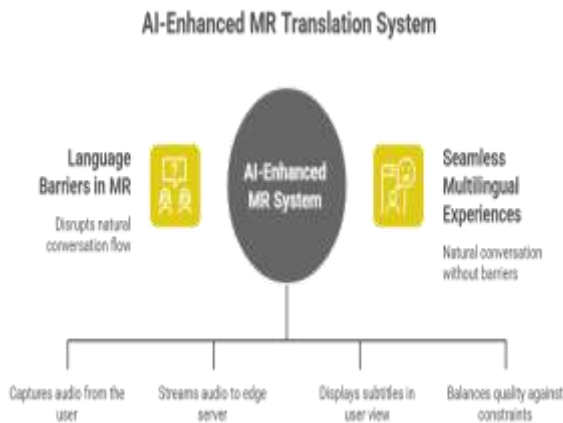 AI-Enhanced MR Translation System
Language
Barriers in MR
Disrupts natural
conversation flow
?
AI-Enhanced
MR System
Seamless
Multilingual
Experiences
Natural conversation
without barriers
Captures audio from the
user
Streams audio to edge
server
Displays subtitles in
user view
Balances quality against
constraints